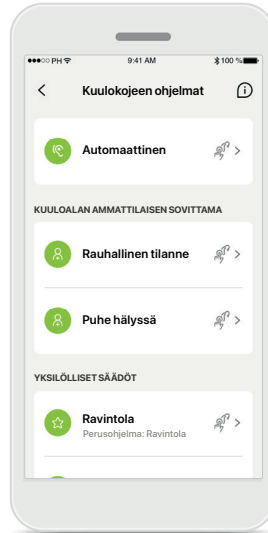 ●●●○○ PH 9:41 AM 100 %
Kuulokojeen ohjelmat
Automaattinen
KUULOALAN AMMATTILAISEN SOVITTAMA
Rauhallinen tilanne
Puhe hälyssä
YKSILÖLLISET SÄÄDÖT
Ravintola
Perusohjelma: Ravintola